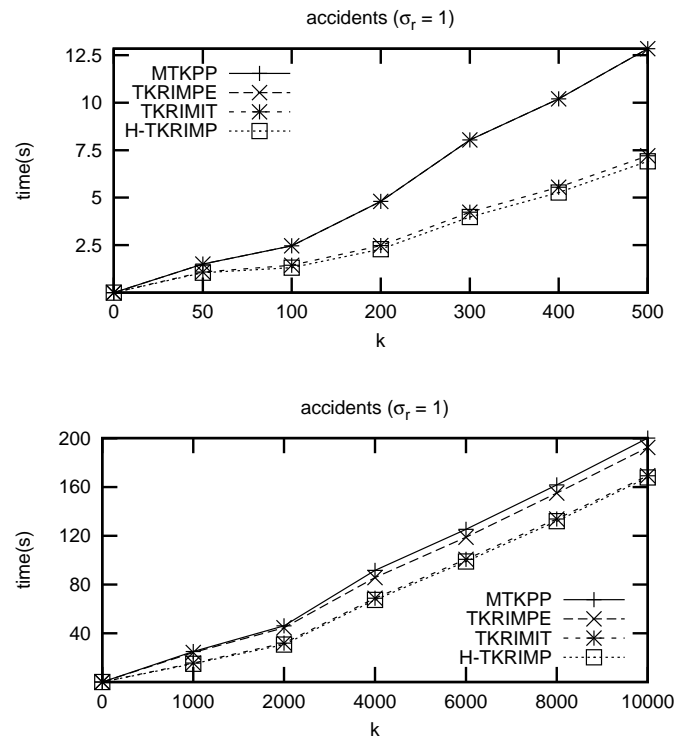 accidents (σr = 1)
12.5
10
7.5
5
2.5
time(s)
MTKPP
TKRIMPE
TKRIMIT
H-TKRIMP
0 50 100 200 300 400 500
k
accidents (σr = 1)
200
160
120
80
40
time(s)
MTKPP
TKRIMPE
TKRIMIT
H-TKRIMP
0 1000 2000 4000 6000 8000 10000
k